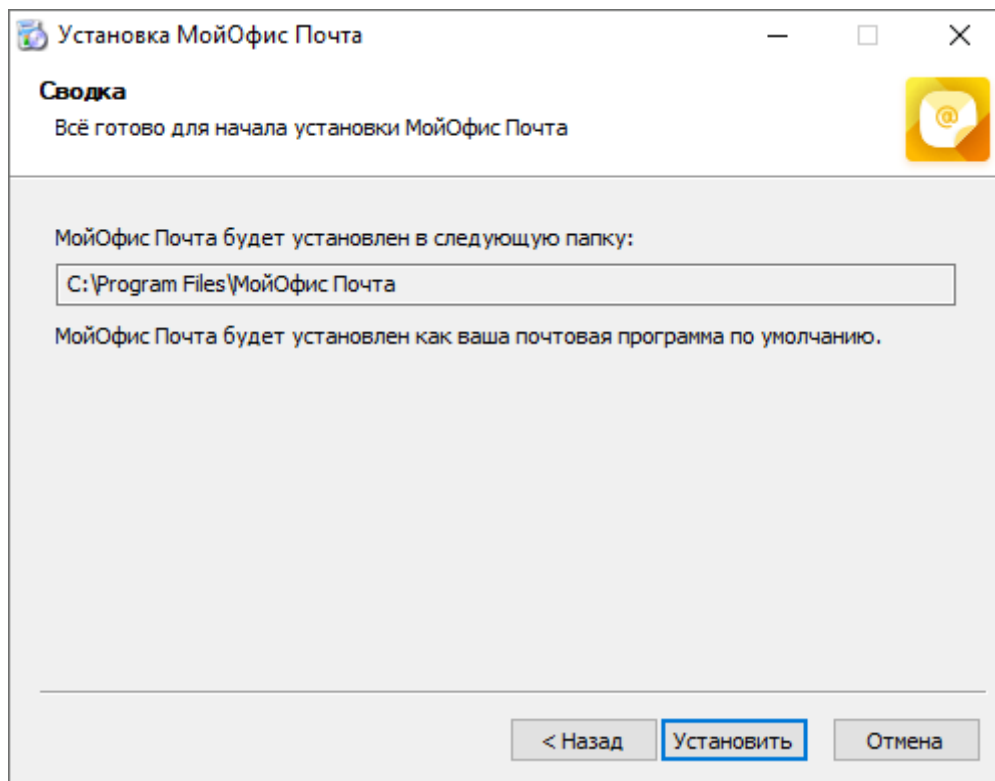 Установка МойОфис Почта
Сводка
Всё готово для начала установки МойОфис Почта
@
МойОфис Почта будет установлен в следующую папку:
C:\Program Files\МойОфис Почта
МойОфис Почта будет установлен как ваша почтовая программа по умолчанию.
< Назад Установить Отмена